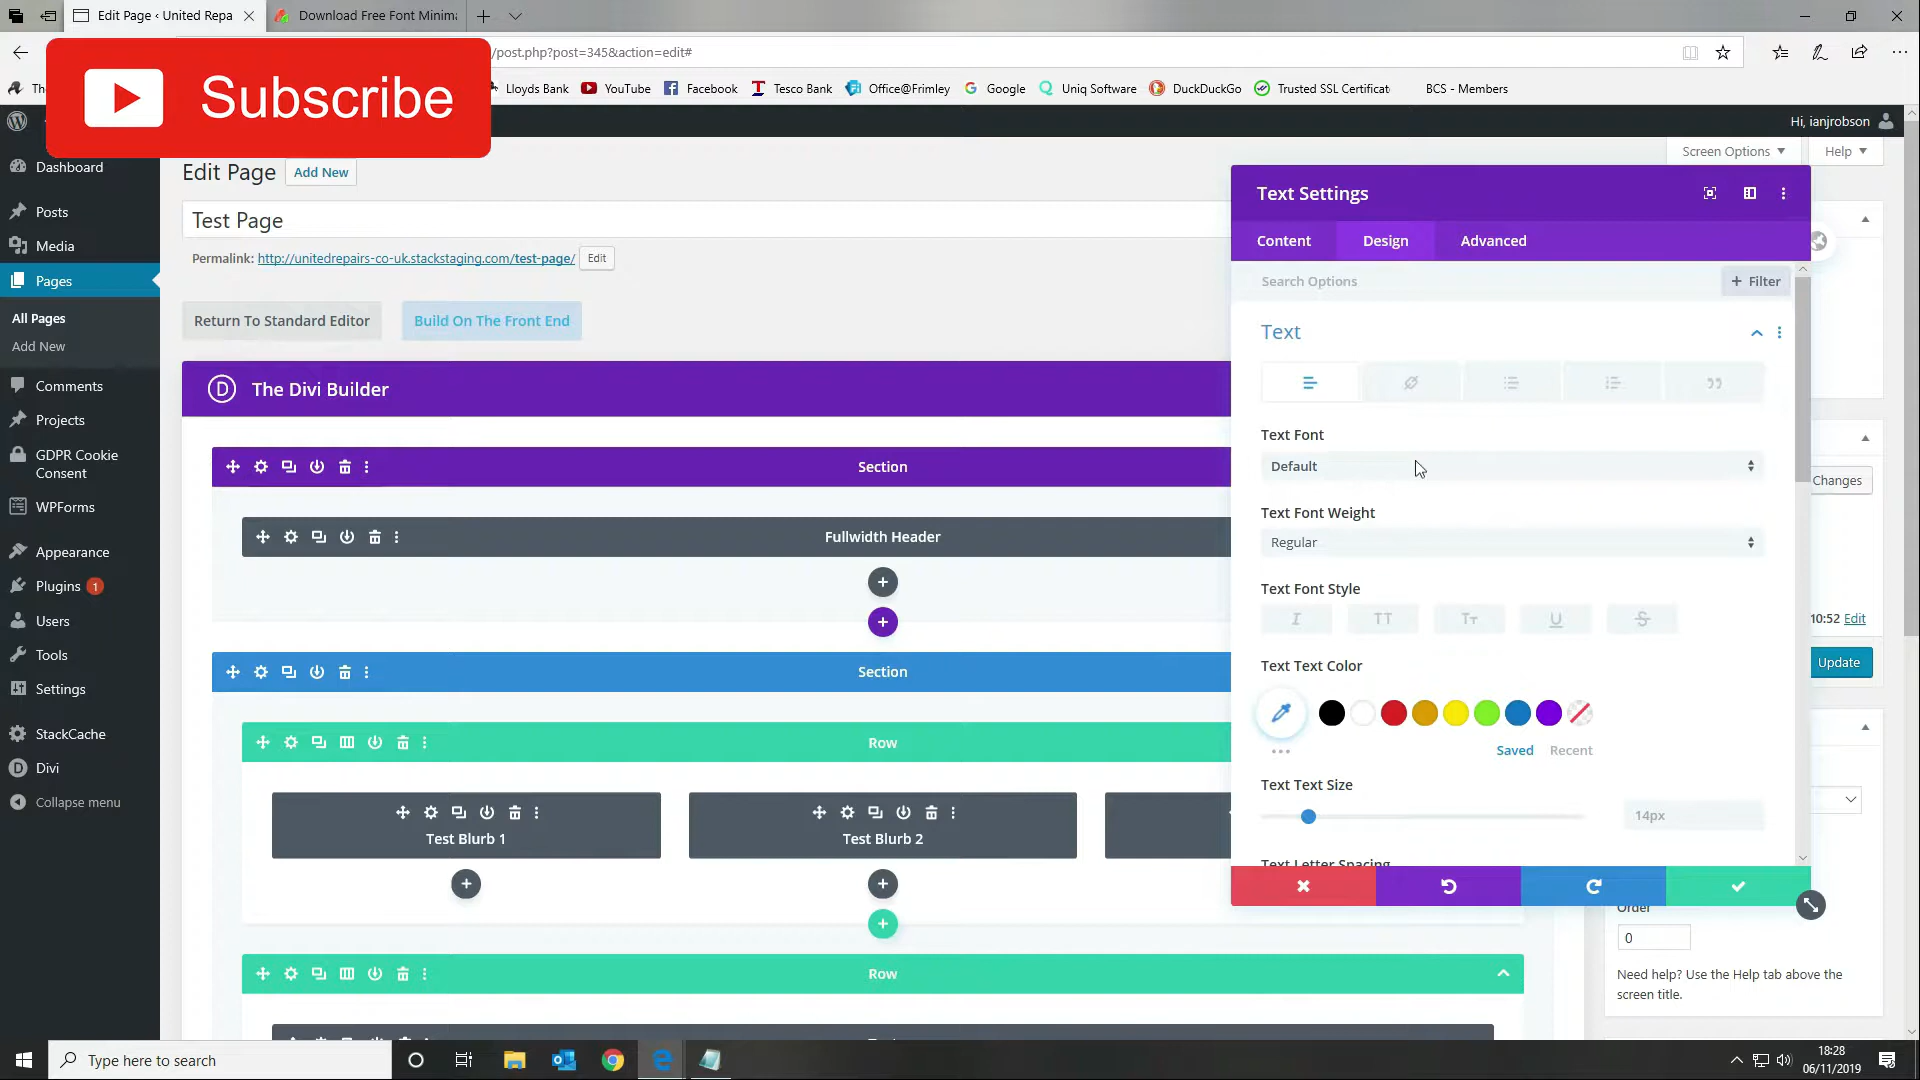 Edit Page ‹ United Repa
Download Free Font Minima
/post.php?post=345&action=edit#
Subscribe
Th
Lloyds Bank
YouTube
Facebook
Tesco Bank
Office@Frimley
Google
Uniq Software
DuckDuckGo
Trusted SSL Certificat
BCS - Members
Hi, ianjrobson
Dashboard
Posts
Media
Pages
All Pages
Add New
Comments
Projects
GDPR Cookie
Consent
WPForms
Appearance
Plugins 1
Users
Tools
Settings
StackCache
Divi
Collapse menu
Edit Page
Add New
Screen Options
Help
Test Page
Permalink: http://unitedrepairs-co-uk.stackstaging.com/test-page/ Edit
Return To Standard Editor
Build On The Front End
The Divi Builder
Section
Fullwidth Header
Section
Row
Test Blurb 1
Test Blurb 2
Row
Text Settings
Content
Design
Advanced
Search Options
+ Filter
Text
Text Font
Default
Text Font Weight
Regular
Text Font Style
I
TT
Tт
U
S
Text Text Color
Saved
Recent
Text Text Size
14px
Text Letter Spacing
Changes
10:52 Edit
Update
Order
0
Need help? Use the Help tab above the
screen title.
Type here to search
18:28
06/11/2019